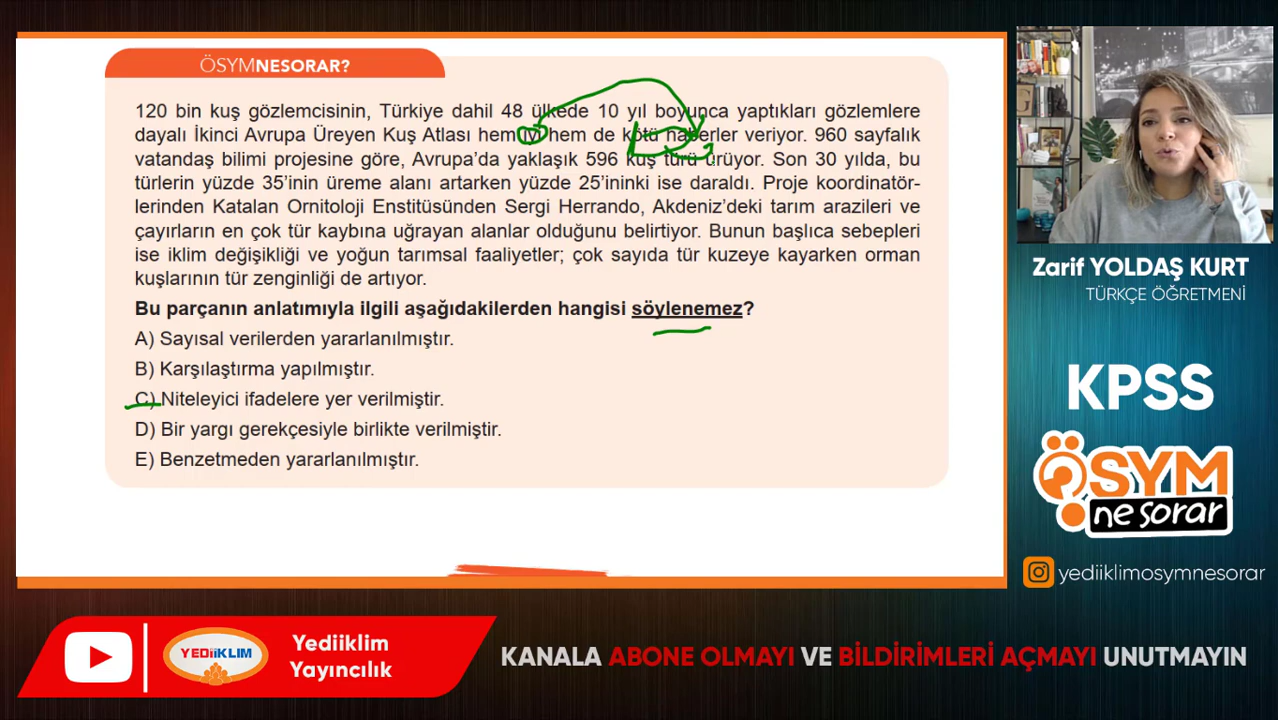 ÖSYMNESORAR?
120 bin kuş gözlemcisinin, Türkiye dahil 48 ülkede 10 yıl boyunca yaptıkları gözlemlere
dayalı İkinci Avrupa Üreyen Kuş Atlası hem iyi hem de kötü haberler veriyor. 960 sayfalık
vatandaş bilimi projesine göre, Avrupa'da yaklaşık 596 kuş türü ürüyor. Son 30 yılda, bu
türlerin yüzde 35'inin üreme alanı artarken yüzde 25'ininki ise daraldı. Proje koordinatör-
lerinden Katalan Ornitoloji Enstitüsünden Sergi Herrando, Akdeniz'deki tarım arazileri ve
çayırların en çok tür kaybına uğrayan alanlar olduğunu belirtiyor. Bunun başlıca sebepleri
ise iklim değişikliği ve yoğun tarımsal faaliyetler; çok sayıda tür kuzeye kayarken orman
kuşlarının tür zenginliği de artıyor.
Bu parçanın anlatımıyla ilgili aşağıdakilerden hangisi söylenemez?
A) Sayısal verilerden yararlanılmıştır.
B) Karşılaştırma yapılmıştır.
C) Niteleyici ifadelere yer verilmiştir.
D) Bir yargı gerekçesiyle birlikte verilmiştir.
E) Benzetmeden yararlanılmıştır.
Zarif YOLDAŞ KURT
TÜRKÇE ÖĞRETMENİ
KPSS
ÖSYM
ne sorar
yediiklimosymnesorar
YEDİİKLİM
Yediiklim
Yayıncılık
KANALA ABONE OLMAYI VE BİLDİRİMLERİ AÇMAYI UNUTMAYIN